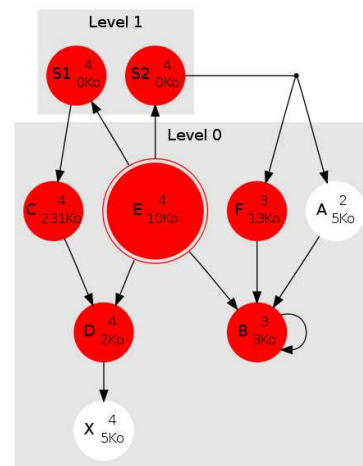 Level 1
S1 4
0Ko
S2 4
0Ko
Level 0
C 4
231Ko
E 4
10Ko
F 3
13Ko
A 2
5Ko
D 4
2Ko
B 3
3Ko
X 4
5Ko